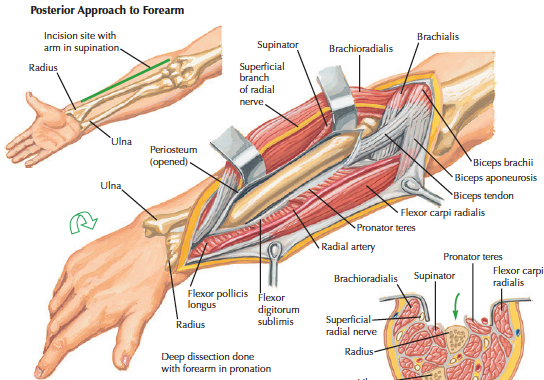 Posterior Approach to Forearm
Incision site with
arm in supination
Radius
Ulna
Supinator
Brachioradialis
Brachialis
Superficial
branch
of radial
nerve
Periosteum
(opened)
Ulna
Biceps brachii
Biceps aponeurosis
Biceps tendon
Flexor carpi radialis
Pronator teres
Radial artery
Flexor pollicis
longus
Flexor
digitorum
sublimis
Radius
Deep dissection done
with forearm in pronation
Pronator teres
Brachioradialis
Supinator
Flexor carpi
radialis
Superficial
radial nerve
Radius